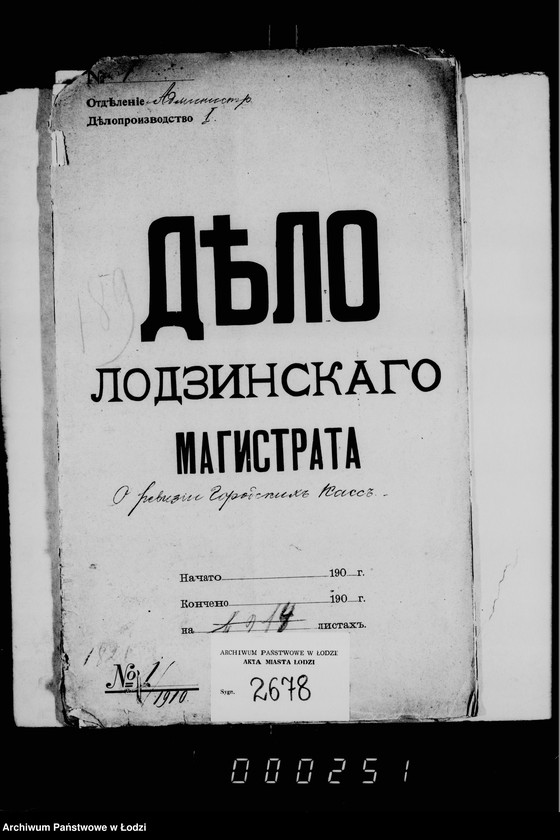 № 1
Отдѣленіе Администр.
Дѣлопроизводство I.
189
ДѢЛО
ЛОДЗИНСКАГО
МАГИСТРАТА
О ревизіи Городскихъ Кассъ.
Начато 190 г.
Кончено 190 г.
на листахъ.
№ 1/1910
ARCHIWUM PAŃSTWOWE W ŁODZI
AKTA MIASTA ŁODZI
Sygn. 2678
000251
Archiwum Państwowe w Łodzi